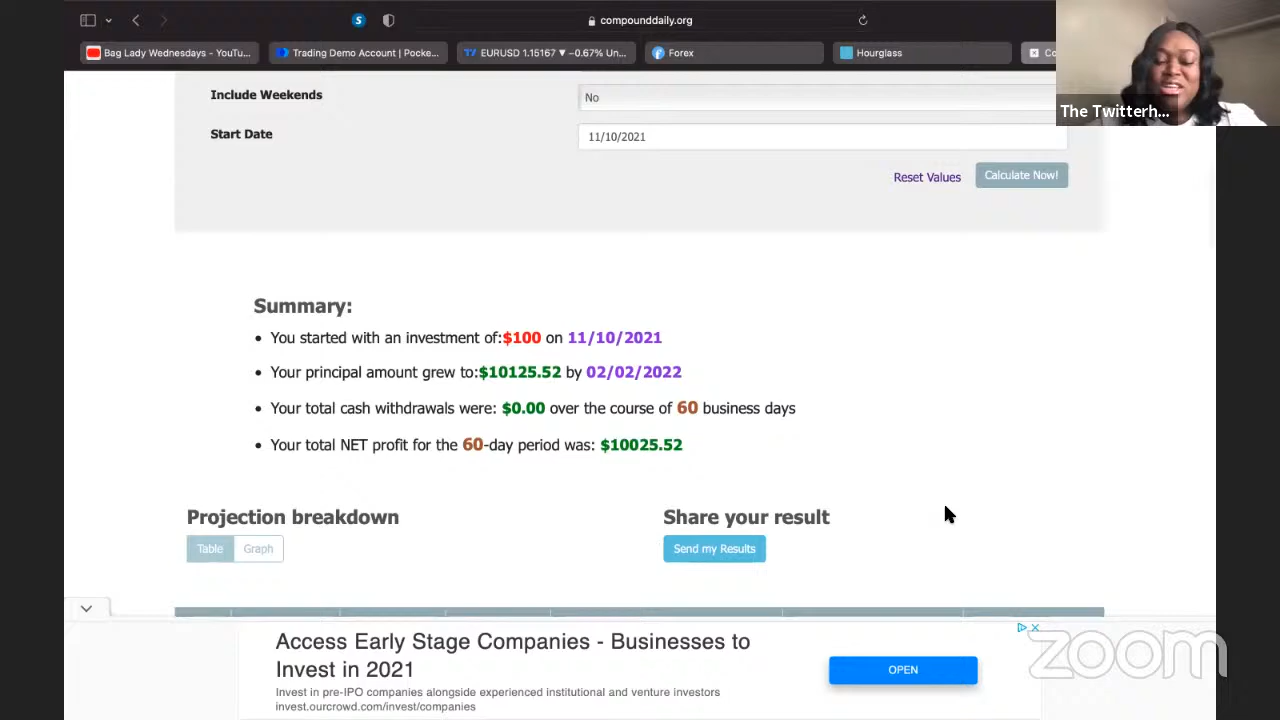 compounddaily.org
Bag Lady Wednesdays - YouTu...
Trading Demo Account | Pocke...
EURUSD 1.15167 ▼ −0.67% Un...
Forex
Hourglass
Co
The Twitterh...
Include Weekends
No
Start Date
11/10/2021
Reset Values
Calculate Now!
Summary:
• You started with an investment of:$100 on 11/10/2021
• Your principal amount grew to:$10125.52 by 02/02/2022
• Your total cash withdrawals were: $0.00 over the course of 60 business days
• Your total NET profit for the 60-day period was: $10025.52
Projection breakdown
Table
Graph
Share your result
Send my Results
Access Early Stage Companies - Businesses to
Invest in 2021
Invest in pre-IPO companies alongside experienced institutional and venture investors
invest.ourcrowd.com/invest/companies
OPEN
zoom